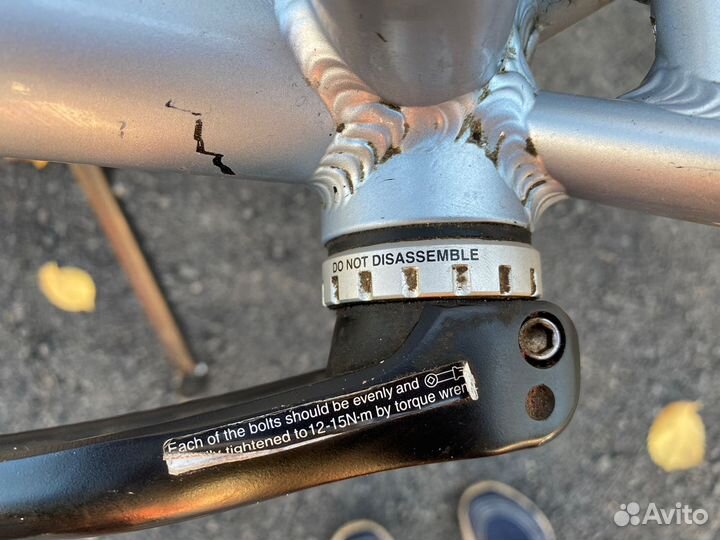 DO NOT DISASSEMBLE
Each of the bolts should be evenly and
tightened to 12-15N·m by torque
Avito